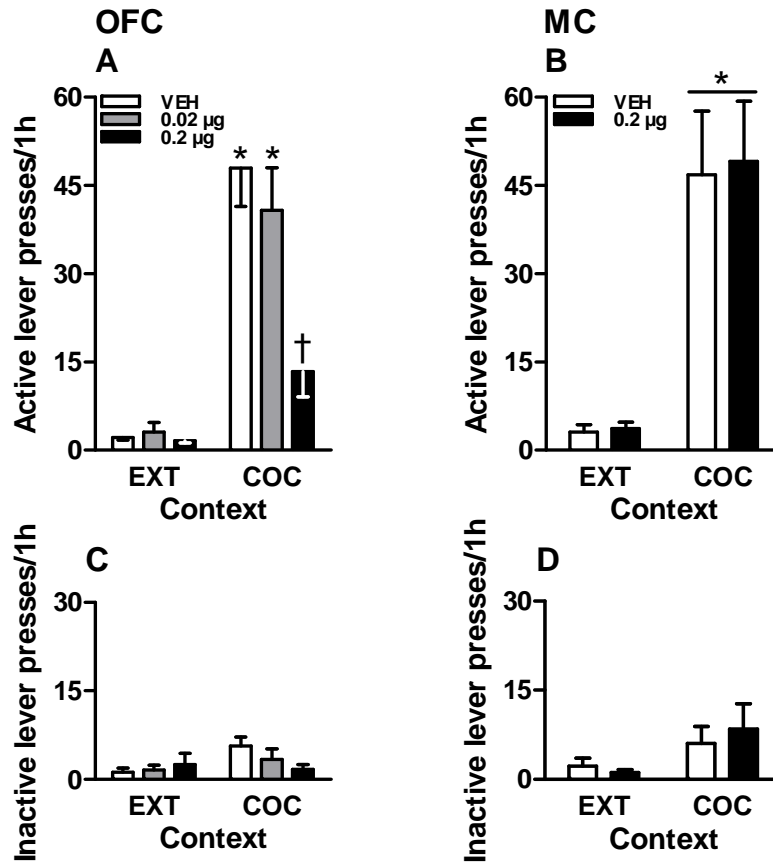 OFC
A
Active lever presses/1h
60
45
30
15
0
VEH
0.02 µg
0.2 µg
* *
†
EXT COC
Context
MC
B
Active lever presses/1h
60
45
30
15
0
VEH
0.2 µg
*
EXT COC
Context
C
Inactive lever presses/1h
30
15
0
EXT COC
Context
D
Inactive lever presses/1h
30
15
0
EXT COC
Context